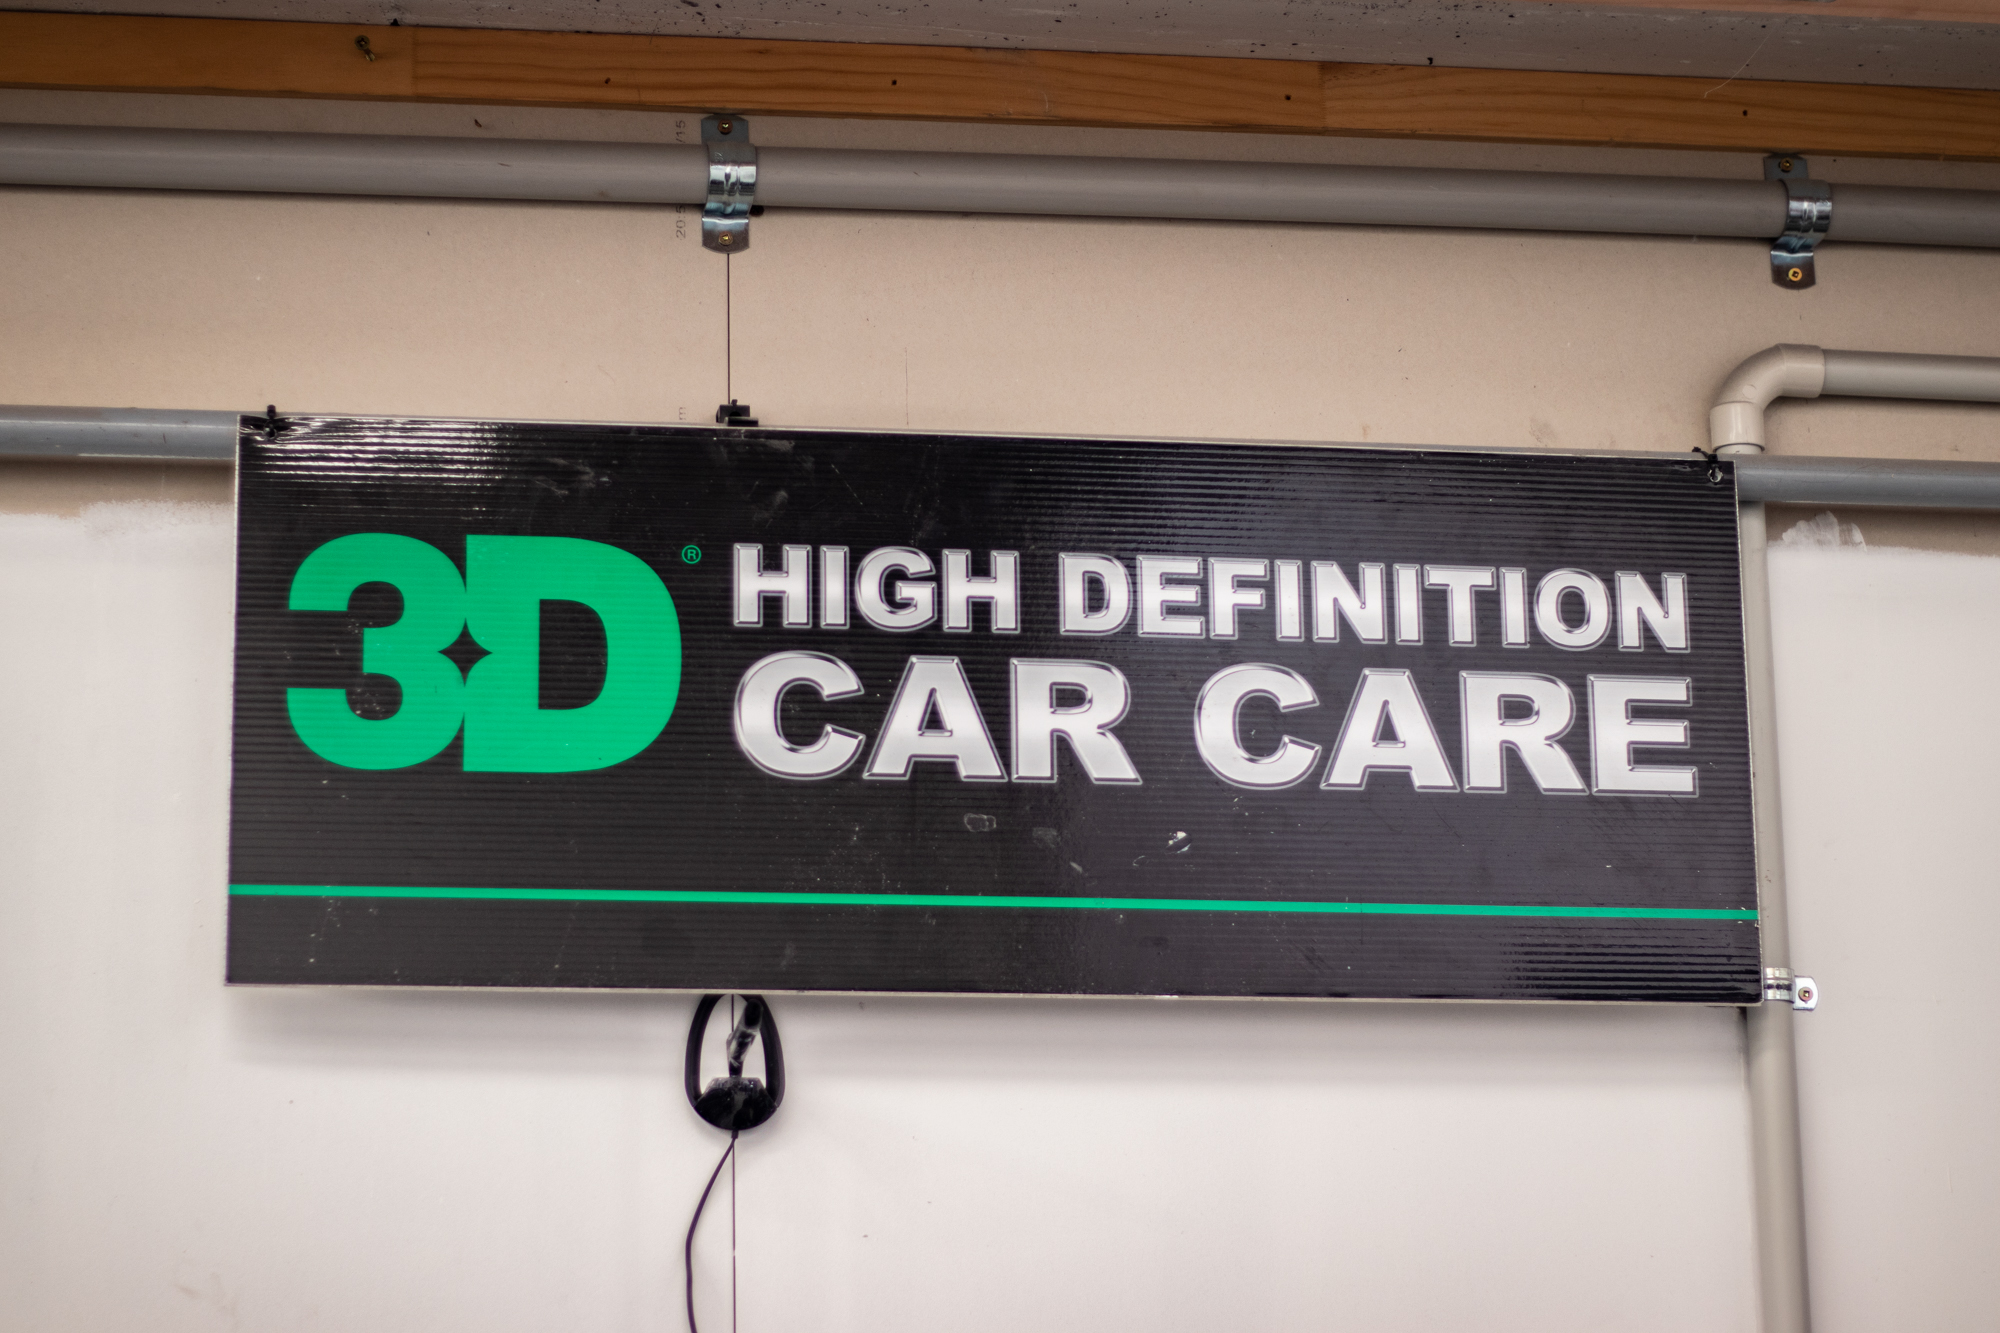 3D®
HIGH DEFINITION
CAR CARE